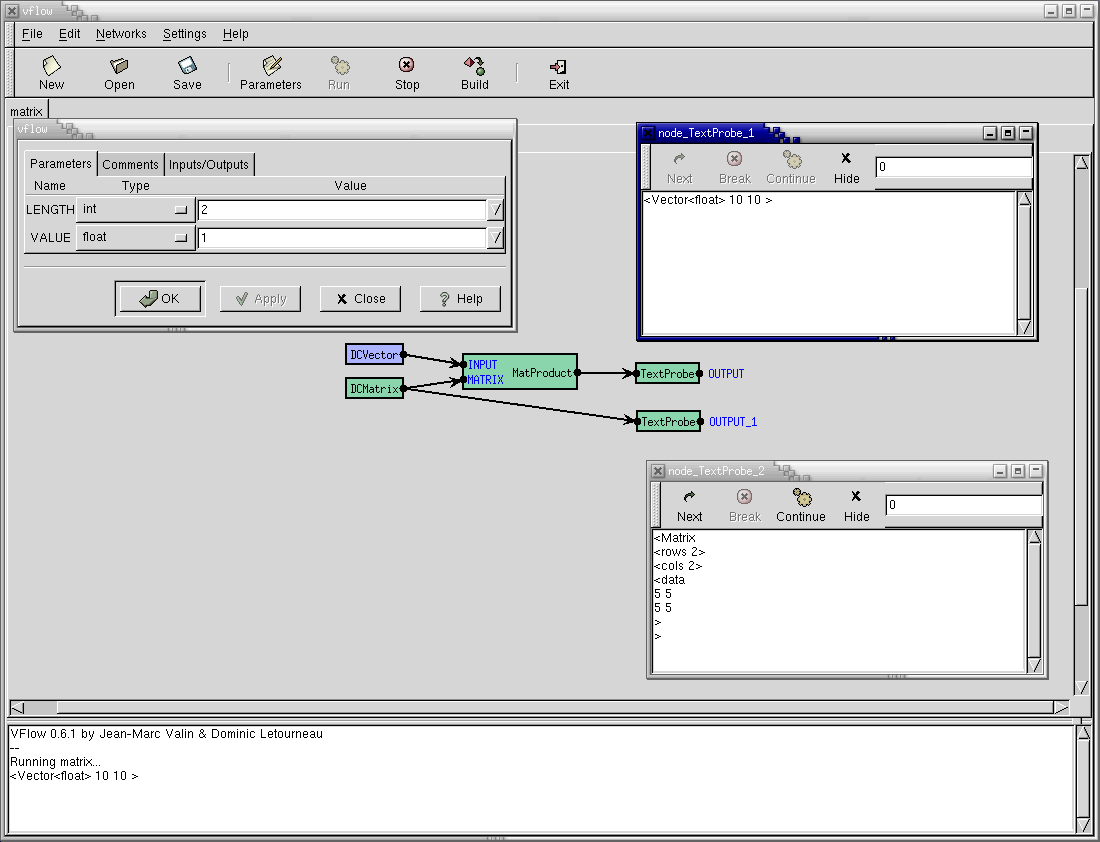 vflow
File Edit Networks Settings Help
New Open Save Parameters Run Stop Build Exit
matrix
vflow
Parameters Comments Inputs/Outputs
Name Type Value
LENGTH int 2
VALUE float 1
OK Apply Close Help
node_TextProbe_1
Next Break Continue Hide 0
<Vector<float> 10 10 >
DCVector
DCMatrix
INPUT
MATRIX
MatProduct
TextProbe OUTPUT
TextProbe OUTPUT_1
node_TextProbe_2
Next Break Continue Hide 0
<Matrix
<rows 2>
<cols 2>
<data
5 5
5 5
>
>
VFlow 0.6.1 by Jean-Marc Valin & Dominic Letourneau
--
Running matrix...
<Vector<float> 10 10 >